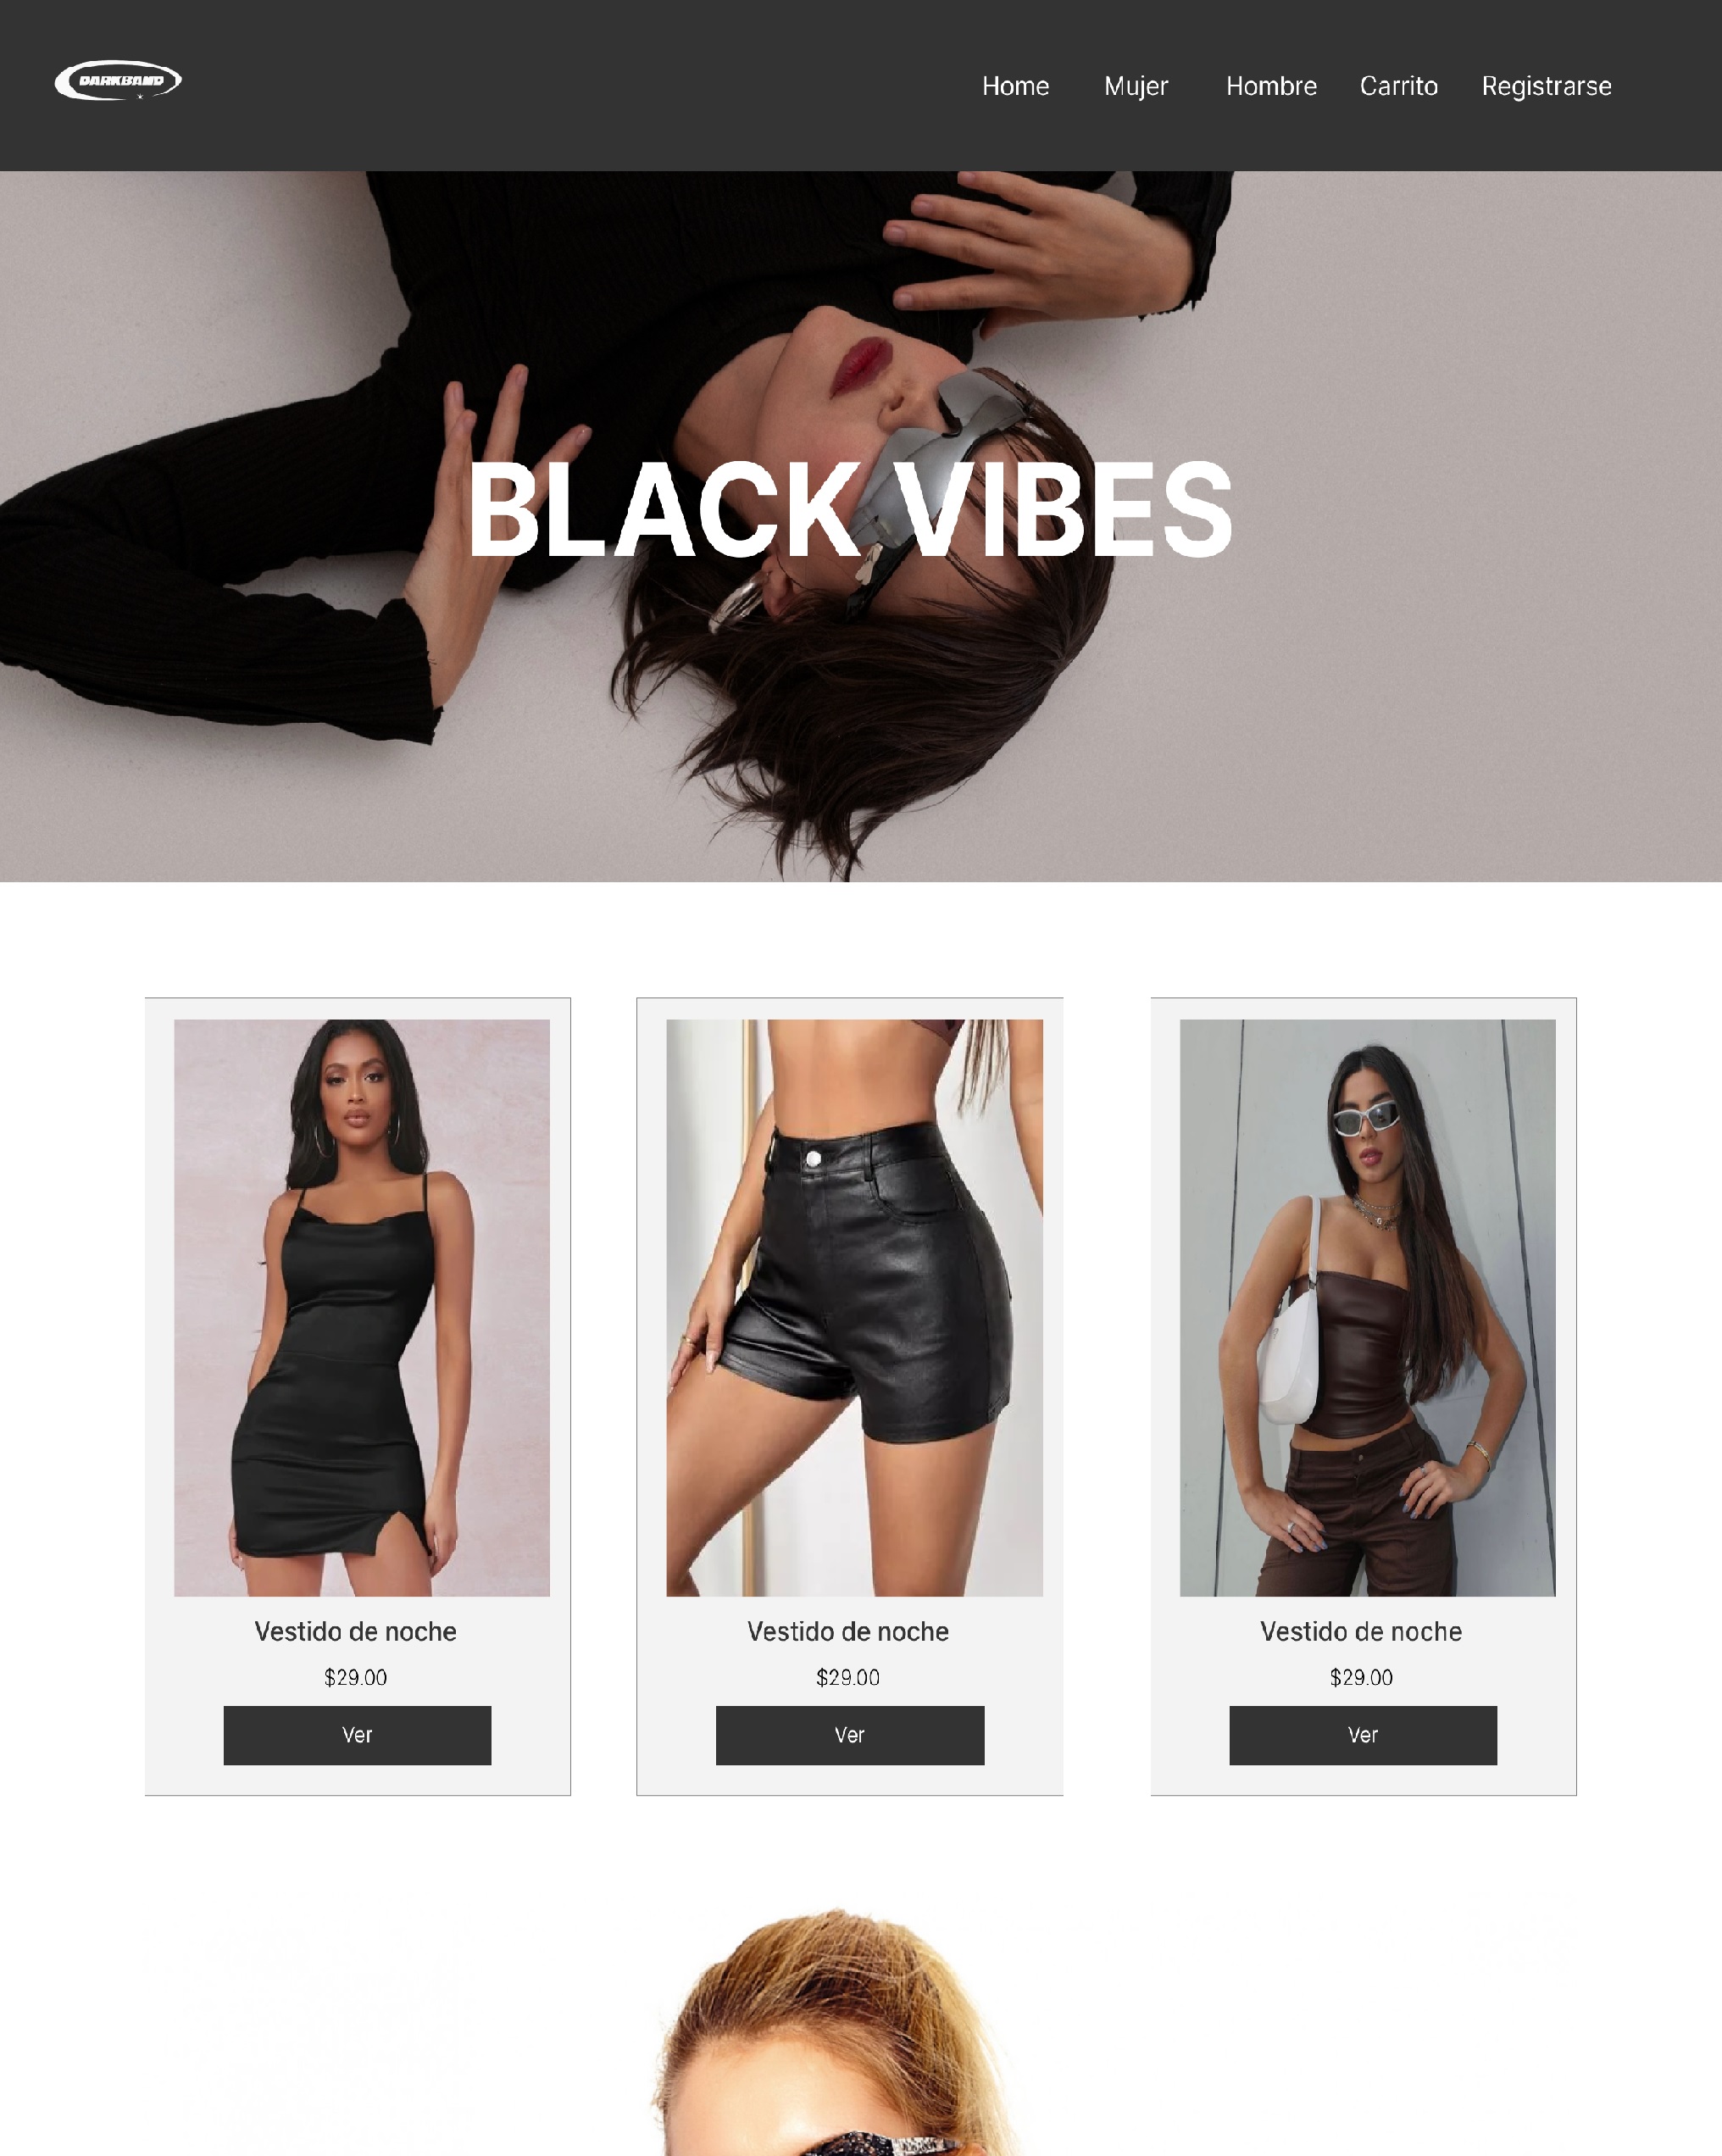 DARKBAND
Home Mujer Hombre Carrito Registrarse
BLACK VIBES
Vestido de noche
$29.00
Ver
Vestido de noche
$29.00
Ver
Vestido de noche
$29.00
Ver